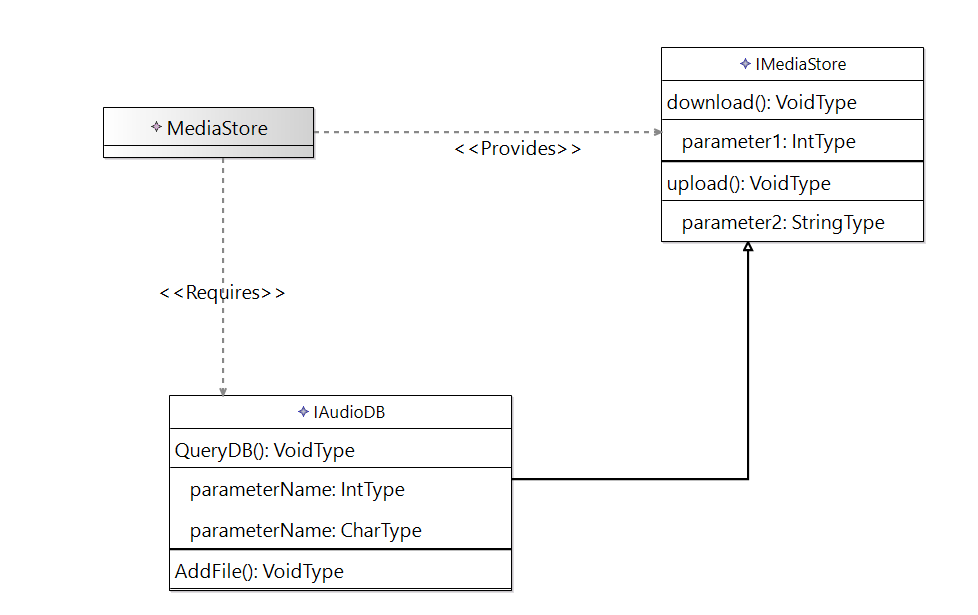 IMediaStore
download(): VoidType
parameter1: IntType
upload(): VoidType
parameter2: StringType
MediaStore
<<Provides>>
<<Requires>>
IAudioDB
QueryDB(): VoidType
parameterName: IntType
parameterName: CharType
AddFile(): VoidType